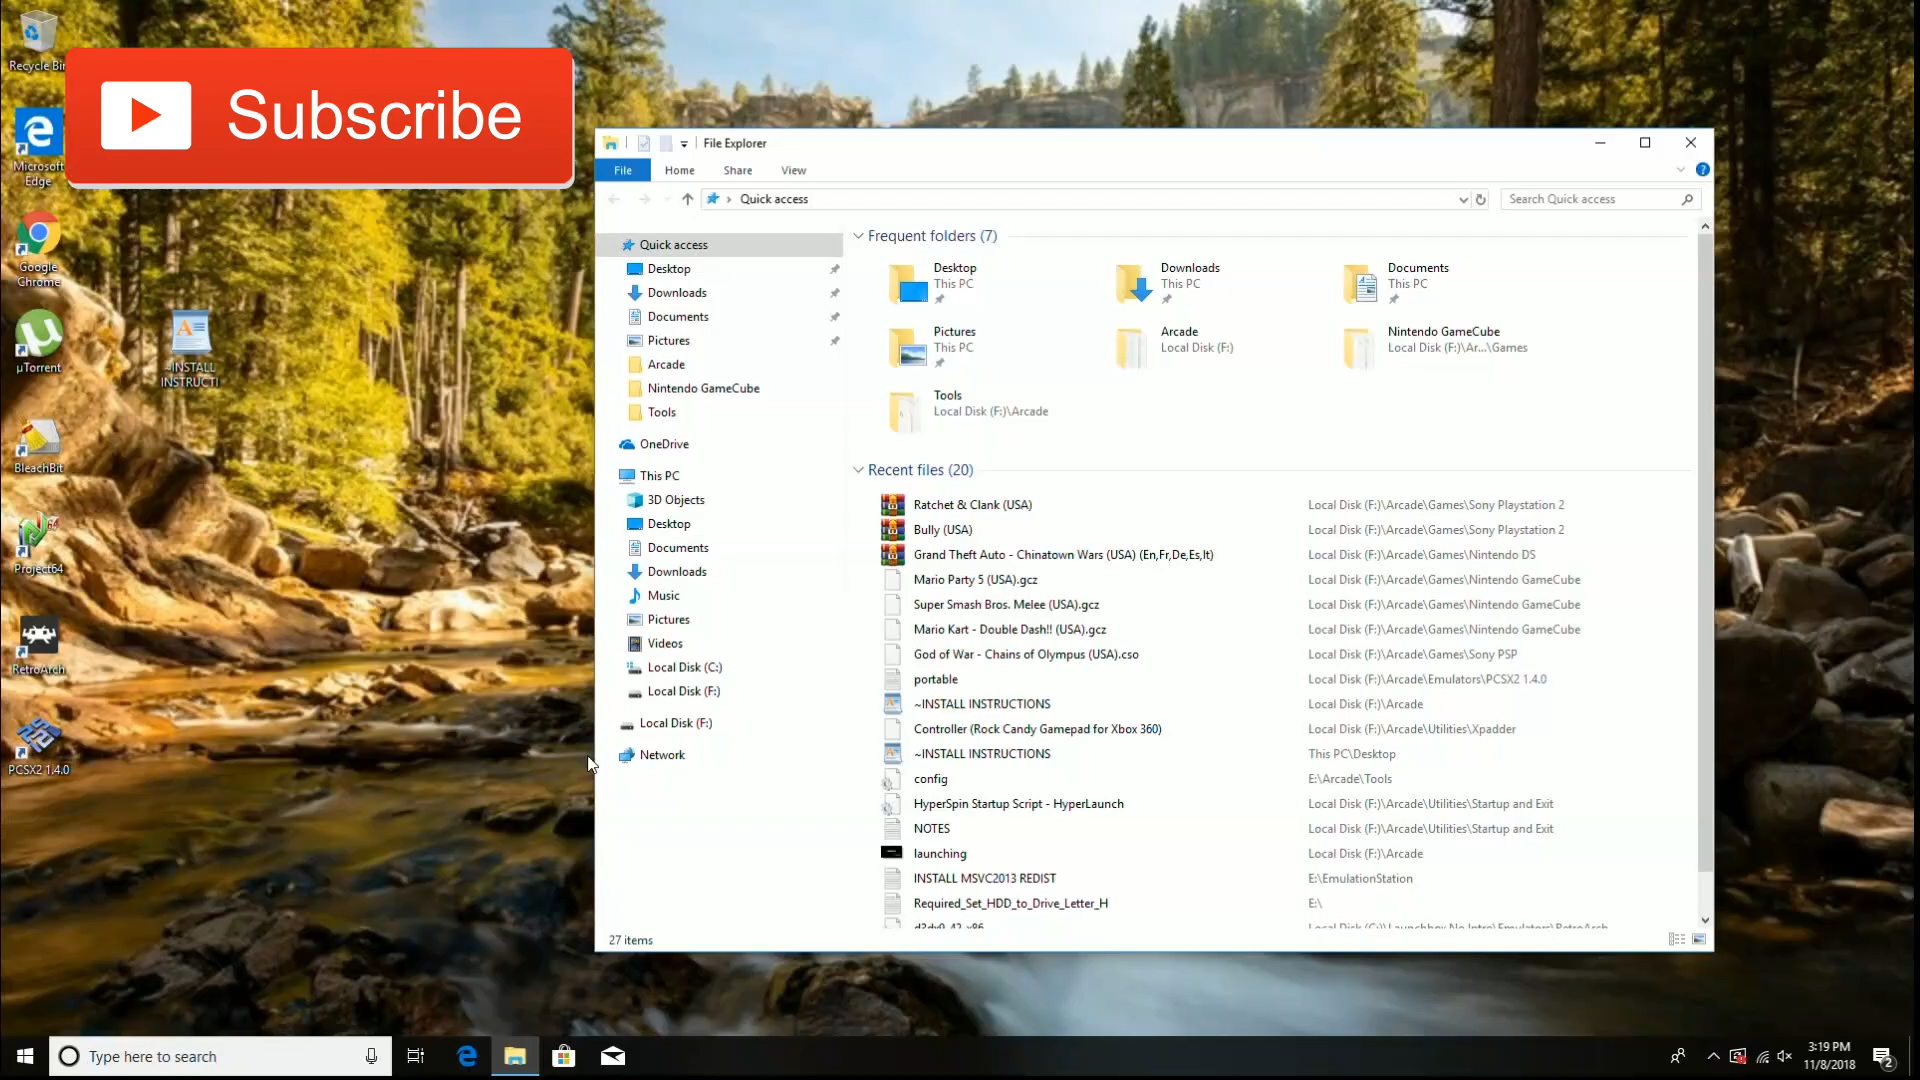 Recycle Bin
Subscribe
Microsoft
Edge
Google
Chrome
µTorrent
~INSTALL
INSTRUCTI
BleachBit
Project64
RetroArch
PCSX2 1.4.0
File Explorer
File
Home
Share
View
Quick access
Search Quick access
Quick access
Desktop
Downloads
Documents
Pictures
Arcade
Nintendo GameCube
Tools
OneDrive
This PC
3D Objects
Desktop
Documents
Downloads
Music
Pictures
Videos
Local Disk (C:)
Local Disk (F:)
Local Disk (F:)
Network
Frequent folders (7)
Desktop
This PC
Downloads
This PC
Documents
This PC
Pictures
This PC
Arcade
Local Disk (F:)
Nintendo GameCube
Local Disk (F:)\Ar...\Games
Tools
Local Disk (F:)\Arcade
Recent files (20)
Ratchet & Clank (USA) Local Disk (F:)\Arcade\Games\Sony Playstation 2
Bully (USA) Local Disk (F:)\Arcade\Games\Sony Playstation 2
Grand Theft Auto - Chinatown Wars (USA) (En,Fr,De,Es,It) Local Disk (F:)\Arcade\Games\Nintendo DS
Mario Party 5 (USA).gcz Local Disk (F:)\Arcade\Games\Nintendo GameCube
Super Smash Bros. Melee (USA).gcz Local Disk (F:)\Arcade\Games\Nintendo GameCube
Mario Kart - Double Dash!! (USA).gcz Local Disk (F:)\Arcade\Games\Nintendo GameCube
God of War - Chains of Olympus (USA).cso Local Disk (F:)\Arcade\Games\Sony PSP
portable Local Disk (F:)\Arcade\Emulators\PCSX2 1.4.0
~INSTALL INSTRUCTIONS Local Disk (F:)\Arcade
Controller (Rock Candy Gamepad for Xbox 360) Local Disk (F:)\Arcade\Utilities\Xpadder
~INSTALL INSTRUCTIONS This PC\Desktop
config E:\Arcade\Tools
HyperSpin Startup Script - HyperLaunch Local Disk (F:)\Arcade\Utilities\Startup and Exit
NOTES Local Disk (F:)\Arcade\Utilities\Startup and Exit
launching Local Disk (F:)\Arcade
INSTALL MSVC2013 REDIST E:\EmulationStation
Required_Set_HDD_to_Drive_Letter_H E:\
d3dx9_42_x86 Local Disk (C:)\Launchbox No-Intro\Emulators\RetroArch
27 items
Type here to search
3:19 PM
11/8/2018
2